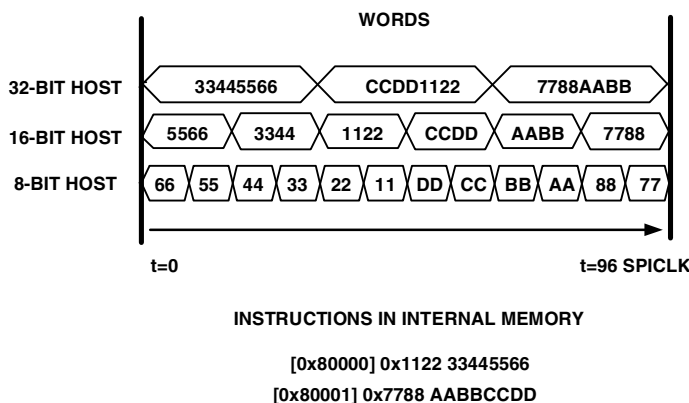 WORDS
32-BIT HOST 33445566 CCDD1122 7788AABB
16-BIT HOST 5566 3344 1122 CCDD AABB 7788
8-BIT HOST 66 55 44 33 22 11 DD CC BB AA 88 77
t=0 t=96 SPICLK
INSTRUCTIONS IN INTERNAL MEMORY
[0x80000] 0x1122 33445566
[0x80001] 0x7788 AABBCCDD